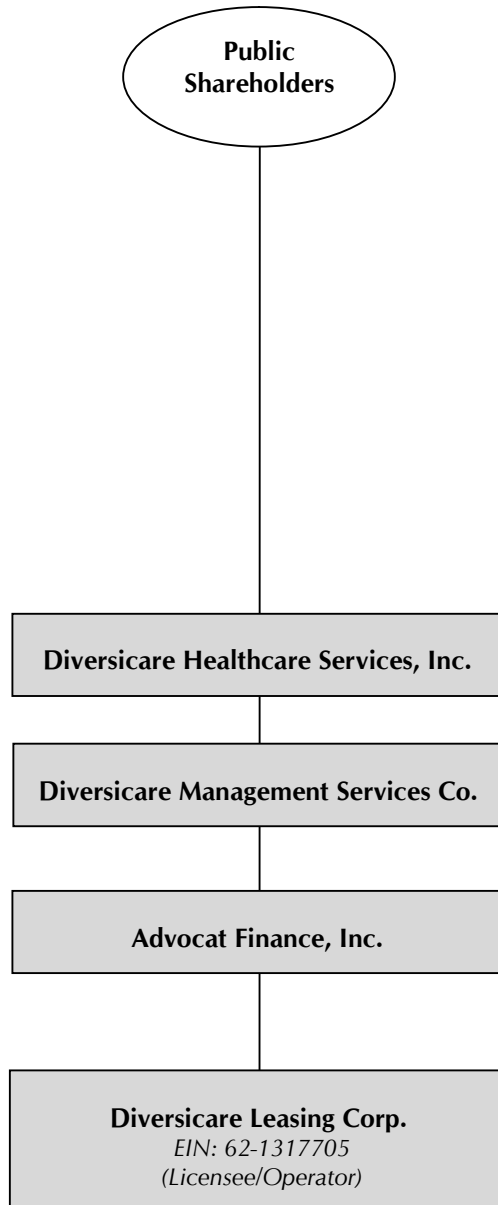 Public
Shareholders
Diversicare Healthcare Services, Inc.
Diversicare Management Services Co.
Advocat Finance, Inc.
Diversicare Leasing Corp.
EIN: 62-1317705
(Licensee/Operator)